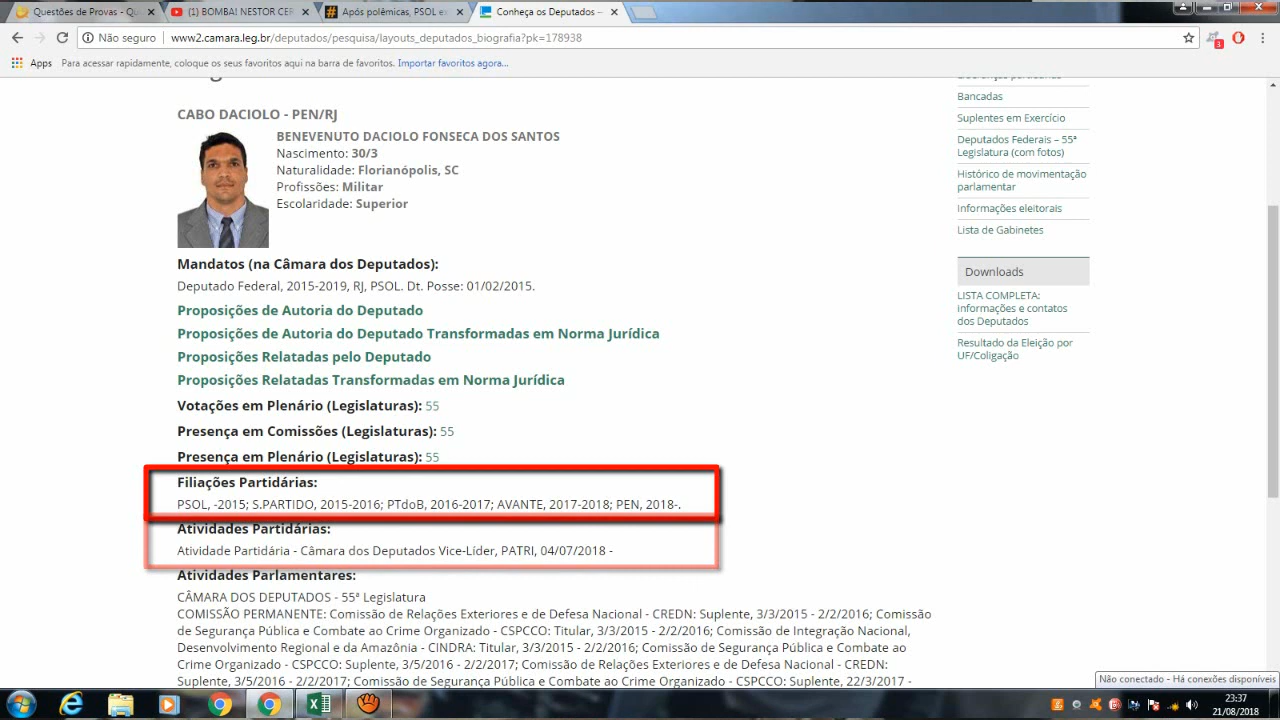 Questões de Provas - Qu
(1) BOMBA! NESTOR CER
Após polêmicas, PSOL ex
Conheça os Deputados –
Não seguro
www2.camara.leg.br/deputados/pesquisa/layouts_deputados_biografia?pk=178938
3
Apps
Para acessar rapidamente, coloque os seus favoritos aqui na barra de favoritos.
Importar favoritos agora...
CABO DACIOLO - PEN/RJ
BENEVENUTO DACIOLO FONSECA DOS SANTOS
Nascimento: 30/3
Naturalidade: Florianópolis, SC
Profissões: Militar
Escolaridade: Superior
Mandatos (na Câmara dos Deputados):
Deputado Federal, 2015-2019, RJ, PSOL. Dt. Posse: 01/02/2015.
Proposições de Autoria do Deputado
Proposições de Autoria do Deputado Transformadas em Norma Jurídica
Proposições Relatadas pelo Deputado
Proposições Relatadas Transformadas em Norma Jurídica
Votações em Plenário (Legislaturas): 55
Presença em Comissões (Legislaturas): 55
Presença em Plenário (Legislaturas): 55
Filiações Partidárias:
PSOL, -2015; S.PARTIDO, 2015-2016; PTdoB, 2016-2017; AVANTE, 2017-2018; PEN, 2018-.
Atividades Partidárias:
Atividade Partidária - Câmara dos Deputados Vice-Líder, PATRI, 04/07/2018 -
Atividades Parlamentares:
CÂMARA DOS DEPUTADOS - 55ª Legislatura
COMISSÃO PERMANENTE: Comissão de Relações Exteriores e de Defesa Nacional - CREDN: Suplente, 3/3/2015 - 2/2/2016; Comissão
de Segurança Pública e Combate ao Crime Organizado - CSPCCO: Titular, 3/3/2015 - 2/2/2016; Comissão de Integração Nacional,
Desenvolvimento Regional e da Amazônia - CINDRA: Titular, 3/3/2015 - 2/2/2016; Comissão de Segurança Pública e Combate ao
Crime Organizado - CSPCCO: Suplente, 3/5/2016 - 2/2/2017; Comissão de Relações Exteriores e de Defesa Nacional - CREDN:
Suplente, 3/5/2016 - 2/2/2017; Comissão de Segurança Pública e Combate ao Crime Organizado - CSPCCO: Suplente, 22/3/2017 -
Bancadas
Suplentes em Exercício
Deputados Federais – 55ª
Legislatura (com fotos)
Histórico de movimentação
parlamentar
Informações eleitorais
Lista de Gabinetes
Downloads
LISTA COMPLETA:
informações e contatos
dos Deputados
Resultado da Eleição por
UF/Coligação
Não conectado - Há conexões disponíveis
23:37
21/08/2018